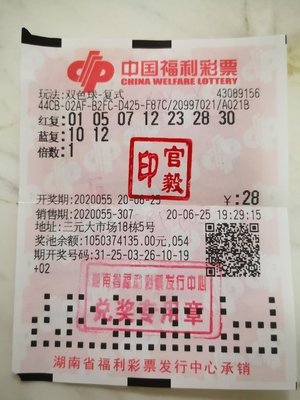 中国福利彩票
CHINA WELFARE LOTTERY
玩法:双色球-复式 43089156
44CB-02AF-B2FC-D425-F87C/20997021/A021B
红复:01 05 07 12 23 28 30
蓝复:10 12
倍数:1
官毅印
开奖期:2020055 20-06-25 ¥:28
销售期:2020055-307 20-06-25 19:29:15
地址:三元大市场18栋5号
奖池余额:1050374135.00元,054
期开奖号码:31-25-03-26-10-19
+02
湖南省福利彩票发行中心
兑奖专用章
湖南省福利彩票发行中心承销